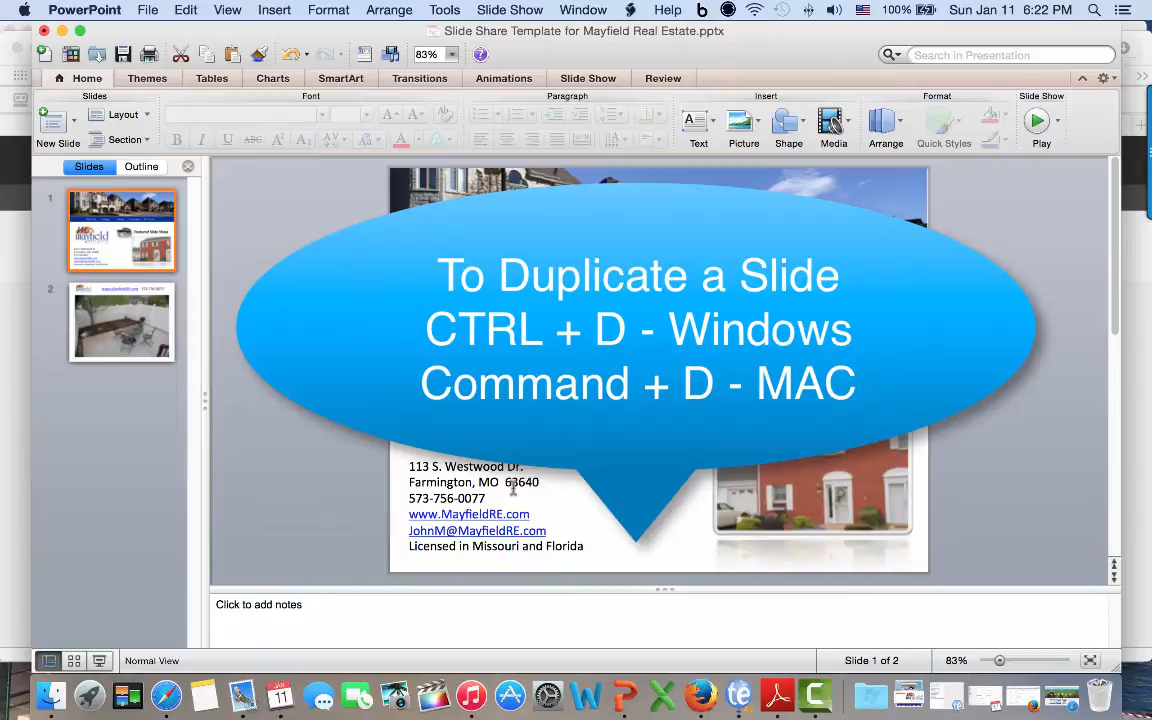 PowerPoint File Edit View Insert Format Arrange Tools Slide Show Window Help 100% Sun Jan 11 6:22 PM
Slide Share Template for Mayfield Real Estate.pptx
83% Search in Presentation
Home Themes Tables Charts SmartArt Transitions Animations Slide Show Review
Slides Font Paragraph Insert Format Slide Show
New Slide Layout Section Text Picture Shape Media Arrange Quick Styles Play
Slides Outline
1
2
To Duplicate a Slide
CTRL + D - Windows
Command + D - MAC
113 S. Westwood Dr.
Farmington, MO 63640
573-756-0077
www.MayfieldRE.com
JohnM@MayfieldRE.com
Licensed in Missouri and Florida
Click to add notes
Normal View Slide 1 of 2 83%